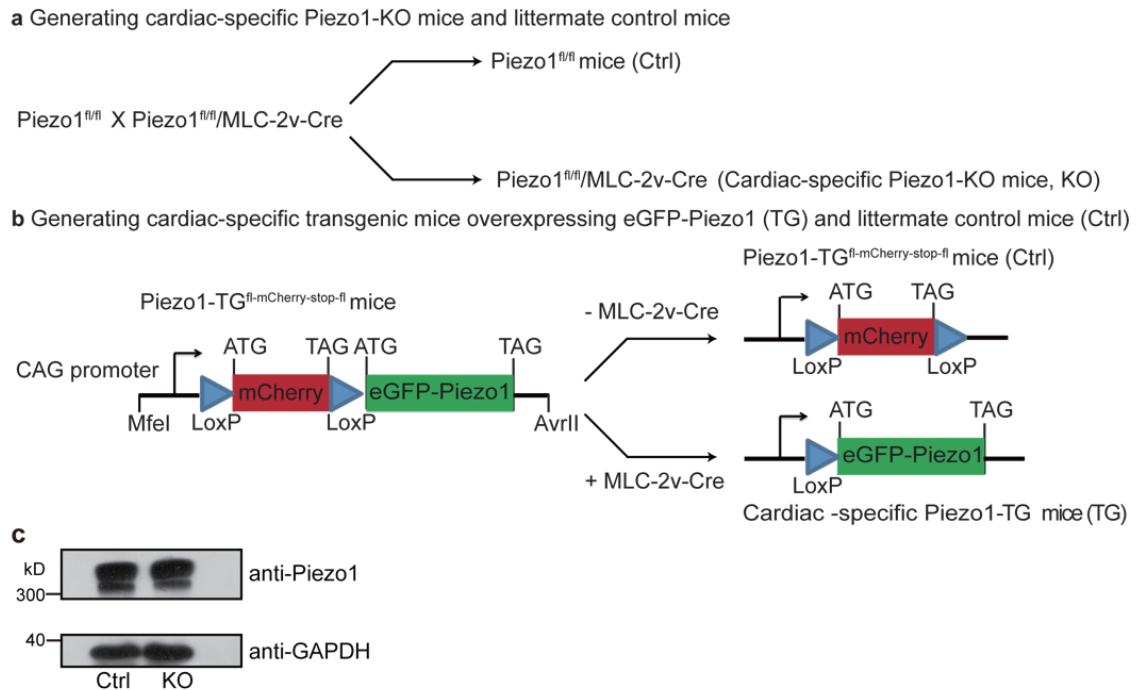 a Generating cardiac-specific Piezo1-KO mice and littermate control mice
Piezo1fl/fl mice (Ctrl)
Piezo1fl/fl X Piezo1fl/fl/MLC-2v-Cre
Piezo1fl/fl/MLC-2v-Cre (Cardiac-specific Piezo1-KO mice, KO)
b Generating cardiac-specific transgenic mice overexpressing eGFP-Piezo1 (TG) and littermate control mice (Ctrl)
Piezo1-TGfl-mCherry-stop-fl mice
CAG promoter
ATG TAG ATG TAG
mCherry eGFP-Piezo1
MfeI LoxP LoxP AvrII
- MLC-2v-Cre
+ MLC-2v-Cre
Piezo1-TGfl-mCherry-stop-fl mice (Ctrl)
ATG TAG
mCherry
LoxP LoxP
ATG TAG
eGFP-Piezo1
LoxP
Cardiac -specific Piezo1-TG mice (TG)
c
kD
300
anti-Piezo1
40
anti-GAPDH
Ctrl KO